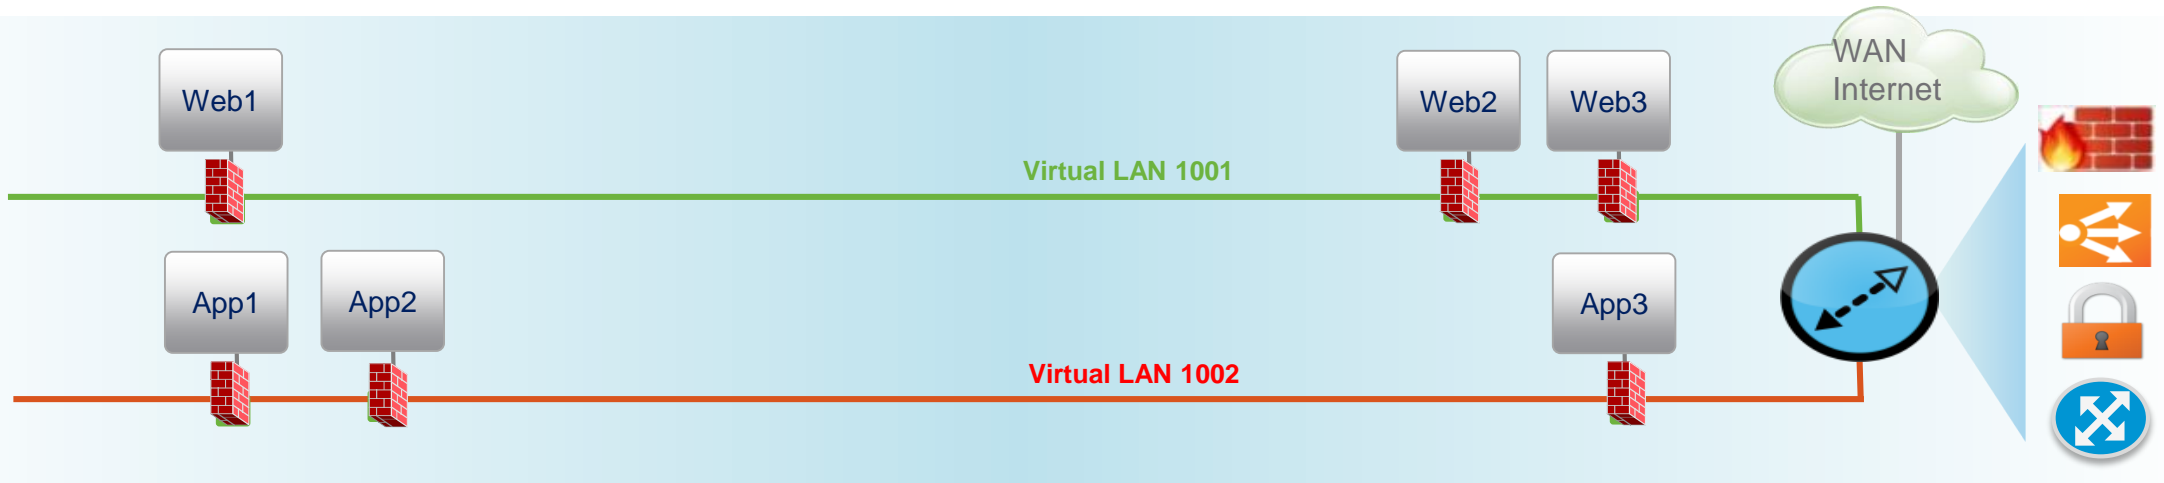 WAN
Internet
Web1
Web2
Web3
Virtual LAN 1001
App1
App2
App3
Virtual LAN 1002